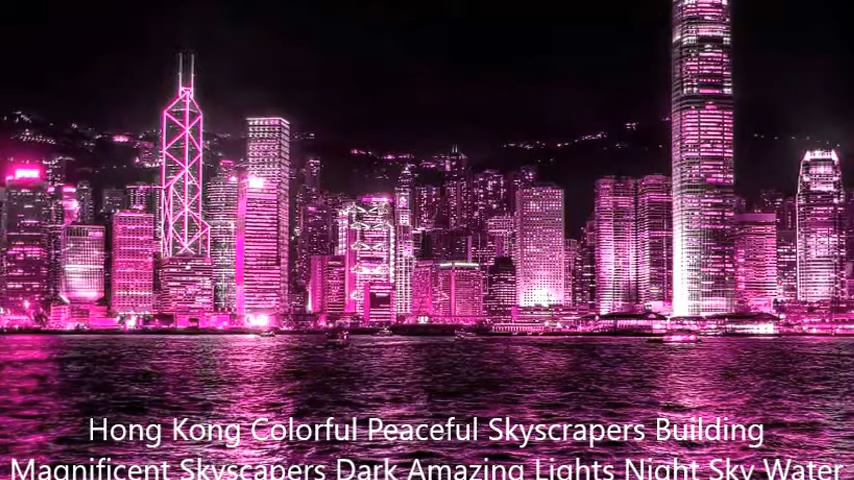 Hong Kong Colorful Peaceful Skyscrapers Building
Magnificent Skyscapers Dark Amazing Lights Night Sky Water